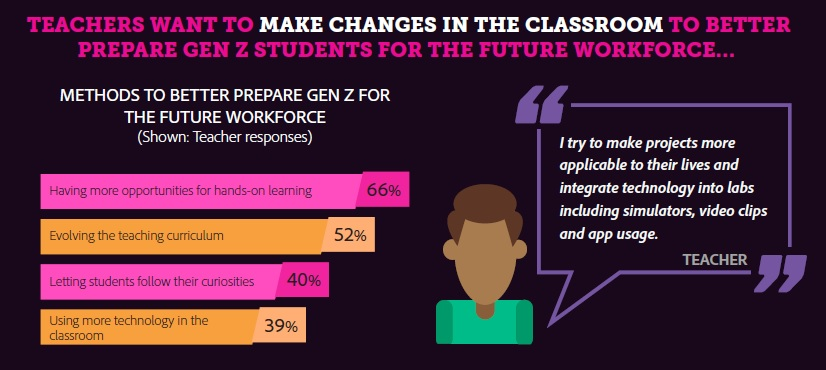 TEACHERS WANT TO MAKE CHANGES IN THE CLASSROOM TO BETTER
PREPARE GEN Z STUDENTS FOR THE FUTURE WORKFORCE...
METHODS TO BETTER PREPARE GEN Z FOR
THE FUTURE WORKFORCE
(Shown: Teacher responses)
Having more opportunities for hands-on learning 66%
Evolving the teaching curriculum 52%
Letting students follow their curiosities 40%
Using more technology in the
classroom 39%
“
I try to make projects more
applicable to their lives and
integrate technology into labs
including simulators, video clips
and app usage.
TEACHER
”